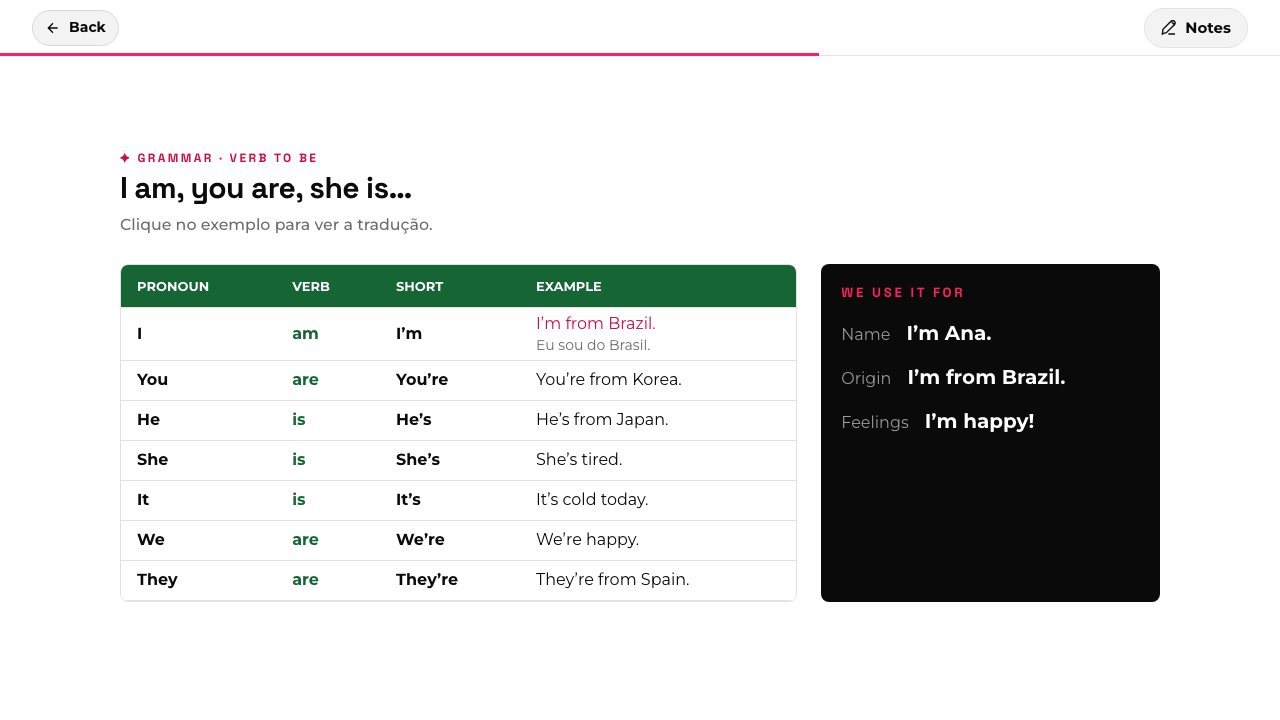 Back
Notes
GRAMMAR · VERB TO BE
I am, you are, she is...
Clique no exemplo para ver a tradução.
PRONOUN VERB SHORT EXAMPLE
I am I’m I’m from Brazil.
Eu sou do Brasil.
You are You’re You’re from Korea.
He is He’s He’s from Japan.
She is She’s She’s tired.
It is It’s It’s cold today.
We are We’re We’re happy.
They are They’re They’re from Spain.
WE USE IT FOR
Name I’m Ana.
Origin I’m from Brazil.
Feelings I’m happy!